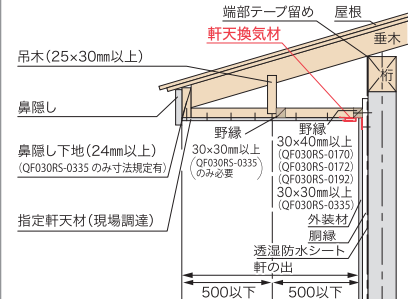 端部テープ留め
屋根
軒天換気材
垂木
吊木(25×30mm以上)
桁
鼻隠し
野縁
30×30mm以上
(QF030RS-0335
のみ必要)
野縁
30×40mm以上
(QF030RS-0170)
(QF030RS-0172)
(QF030RS-0192)
30×30mm以上
(QF030RS-0335)
鼻隠し下地(24mm以上)
(QF030RS-0335 のみ寸法規定有)
指定軒天材(現場調達)
外装材
胴縁
透湿防水シート
軒の出
500以下
500以下